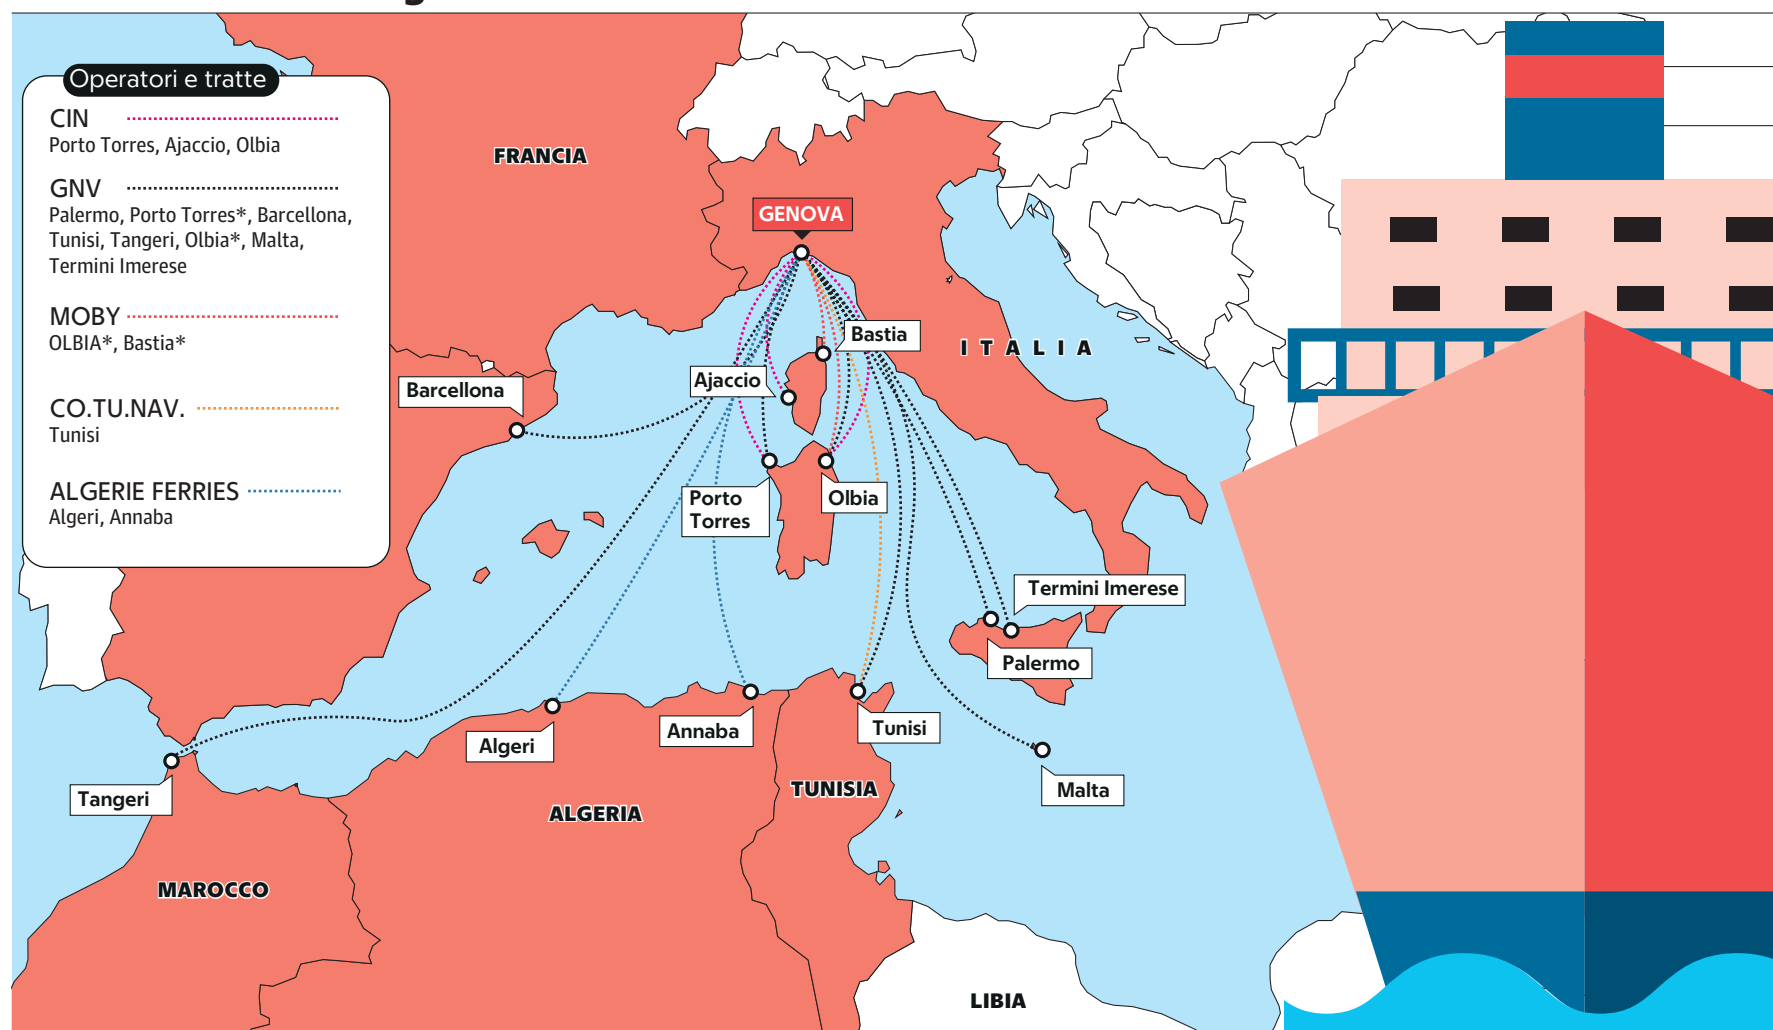 Operatori e tratte
CIN
Porto Torres, Ajaccio, Olbia
GNV
Palermo, Porto Torres*, Barcellona,
Tunisi, Tangeri, Olbia*, Malta,
Termini Imerese
MOBY
OLBIA*, Bastia*
CO.TU.NAV.
Tunisi
ALGERIE FERRIES
Algeri, Annaba
FRANCIA
GENOVA
Bastia
ITALIA
Ajaccio
Barcellona
Porto
Torres
Olbia
Termini Imerese
Palermo
Annaba
Tunisi
Algeri
Tangeri
Malta
TUNISIA
ALGERIA
MAROCCO
LIBIA